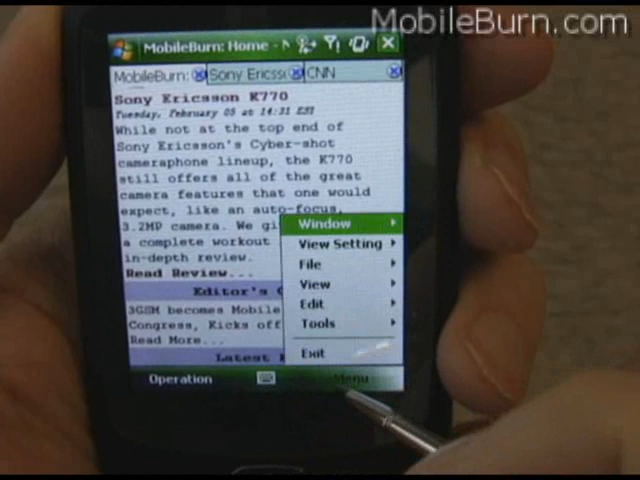 MobileBurn.com
MobileBurn: Home -
MobileBurn:
Sony Ericss
CNN
Sony Ericsson K770
Tuesday, February 05 at 14:31 EST
While not at the top end of
Sony Ericsson's Cyber-shot
cameraphone lineup, the K770
still offers all of the great
camera features that one would
expect, like an auto-focus,
3.2MP camera. We gi
a complete workout
in-depth review.
Read Review...
Editor's
3GSM becomes Mobile
Congress, Kicks off
Read More...
Latest
Window
View Setting
File
View
Edit
Tools
Exit
Operation
Menu